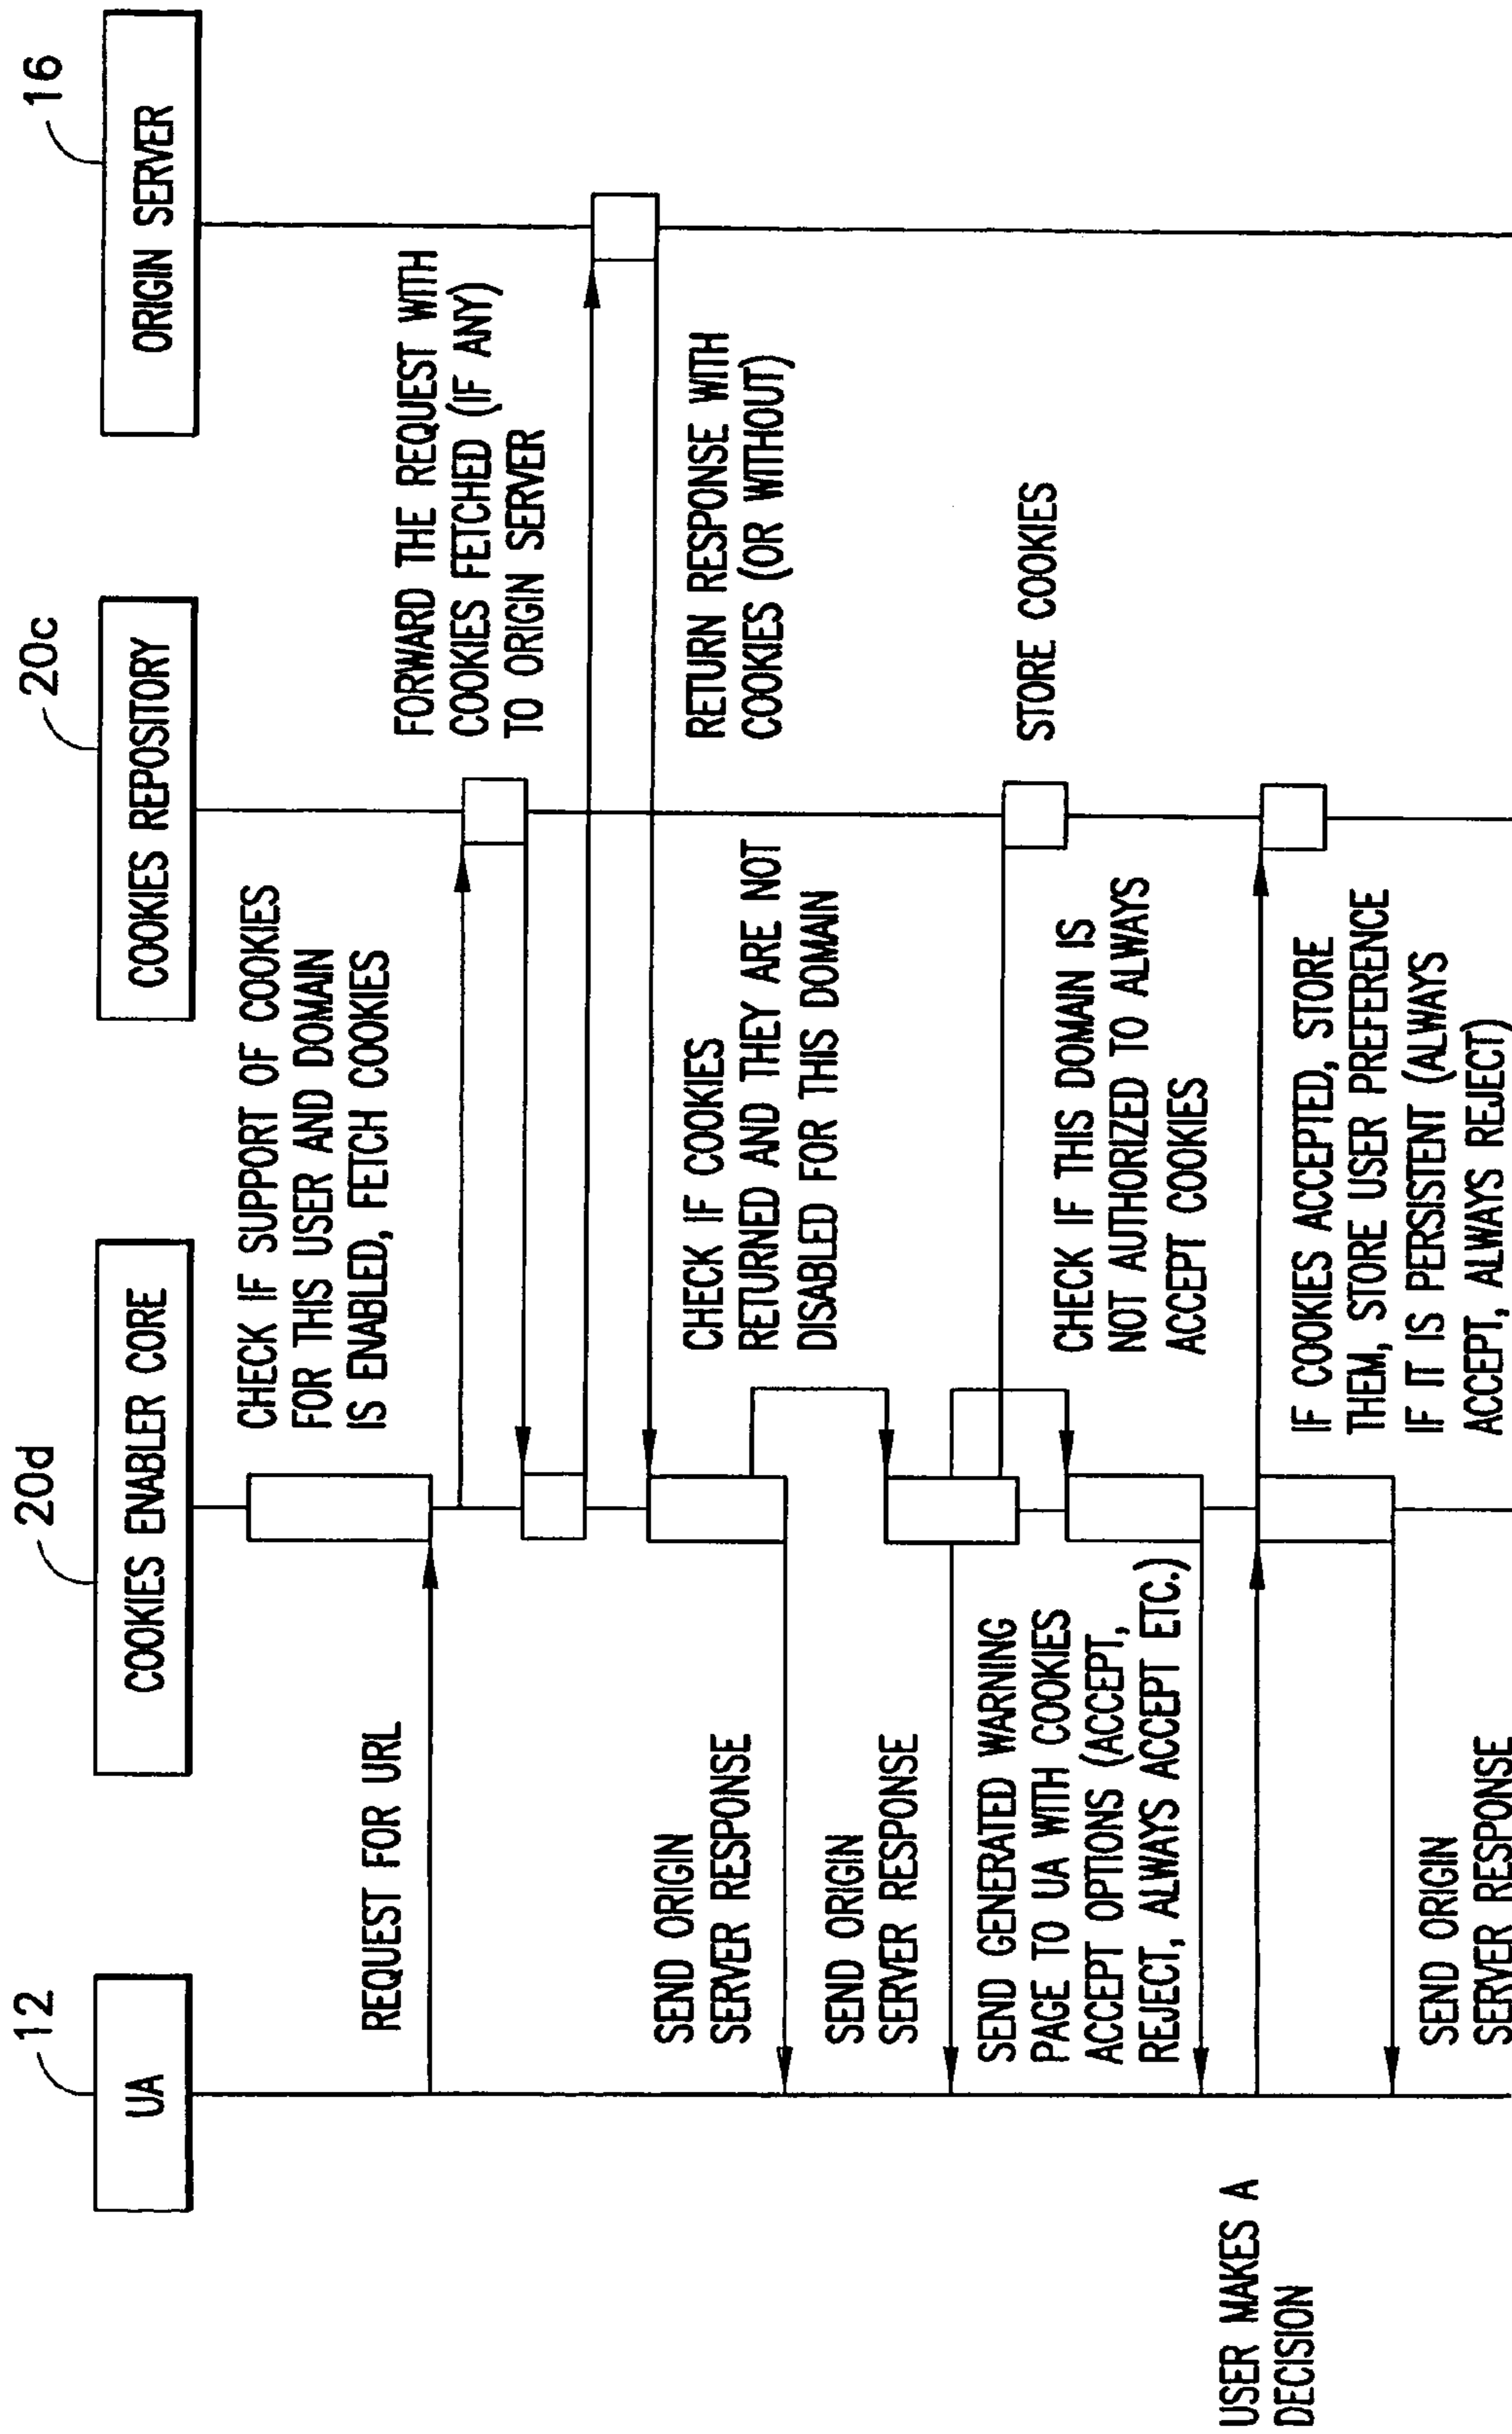 12
UA
20d
COOKIES ENABLER CORE
20c
COOKIES REPOSITORY
16
ORIGIN SERVER
REQUEST FOR URL
CHECK IF SUPPORT OF COOKIES
FOR THIS USER AND DOMAIN
IS ENABLED, FETCH COOKIES
FORWARD THE REQUEST WITH
COOKIES FETCHED (IF ANY)
TO ORIGIN SERVER
RETURN RESPONSE WITH
COOKIES (OR WITHOUT)
CHECK IF COOKIES
RETURNED AND THEY ARE NOT
DISABLED FOR THIS DOMAIN
SEND ORIGIN
SERVER RESPONSE
SEND ORIGIN
SERVER RESPONSE
STORE COOKIES
CHECK IF THIS DOMAIN IS
NOT AUTHORIZED TO ALWAYS
ACCEPT COOKIES
SEND GENERATED WARNING
PAGE TO UA WITH COOKIES
ACCEPT OPTIONS (ACCEPT,
REJECT, ALWAYS ACCEPT ETC.)
USER MAKES A
DECISION
IF COOKIES ACCEPTED, STORE
THEM, STORE USER PREFERENCE
IF IT IS PERSISTENT (ALWAYS
ACCEPT, ALWAYS REJECT)
SEND ORIGIN
SERVER RESPONSE